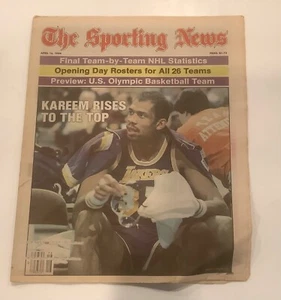 The Sporting News
Final Team-by-Team NHL Statistics
Opening Day Rosters for All 26 Teams
Preview: U.S. Olympic Basketball Team
KAREEM RISES
TO THE TOP
LAKERS